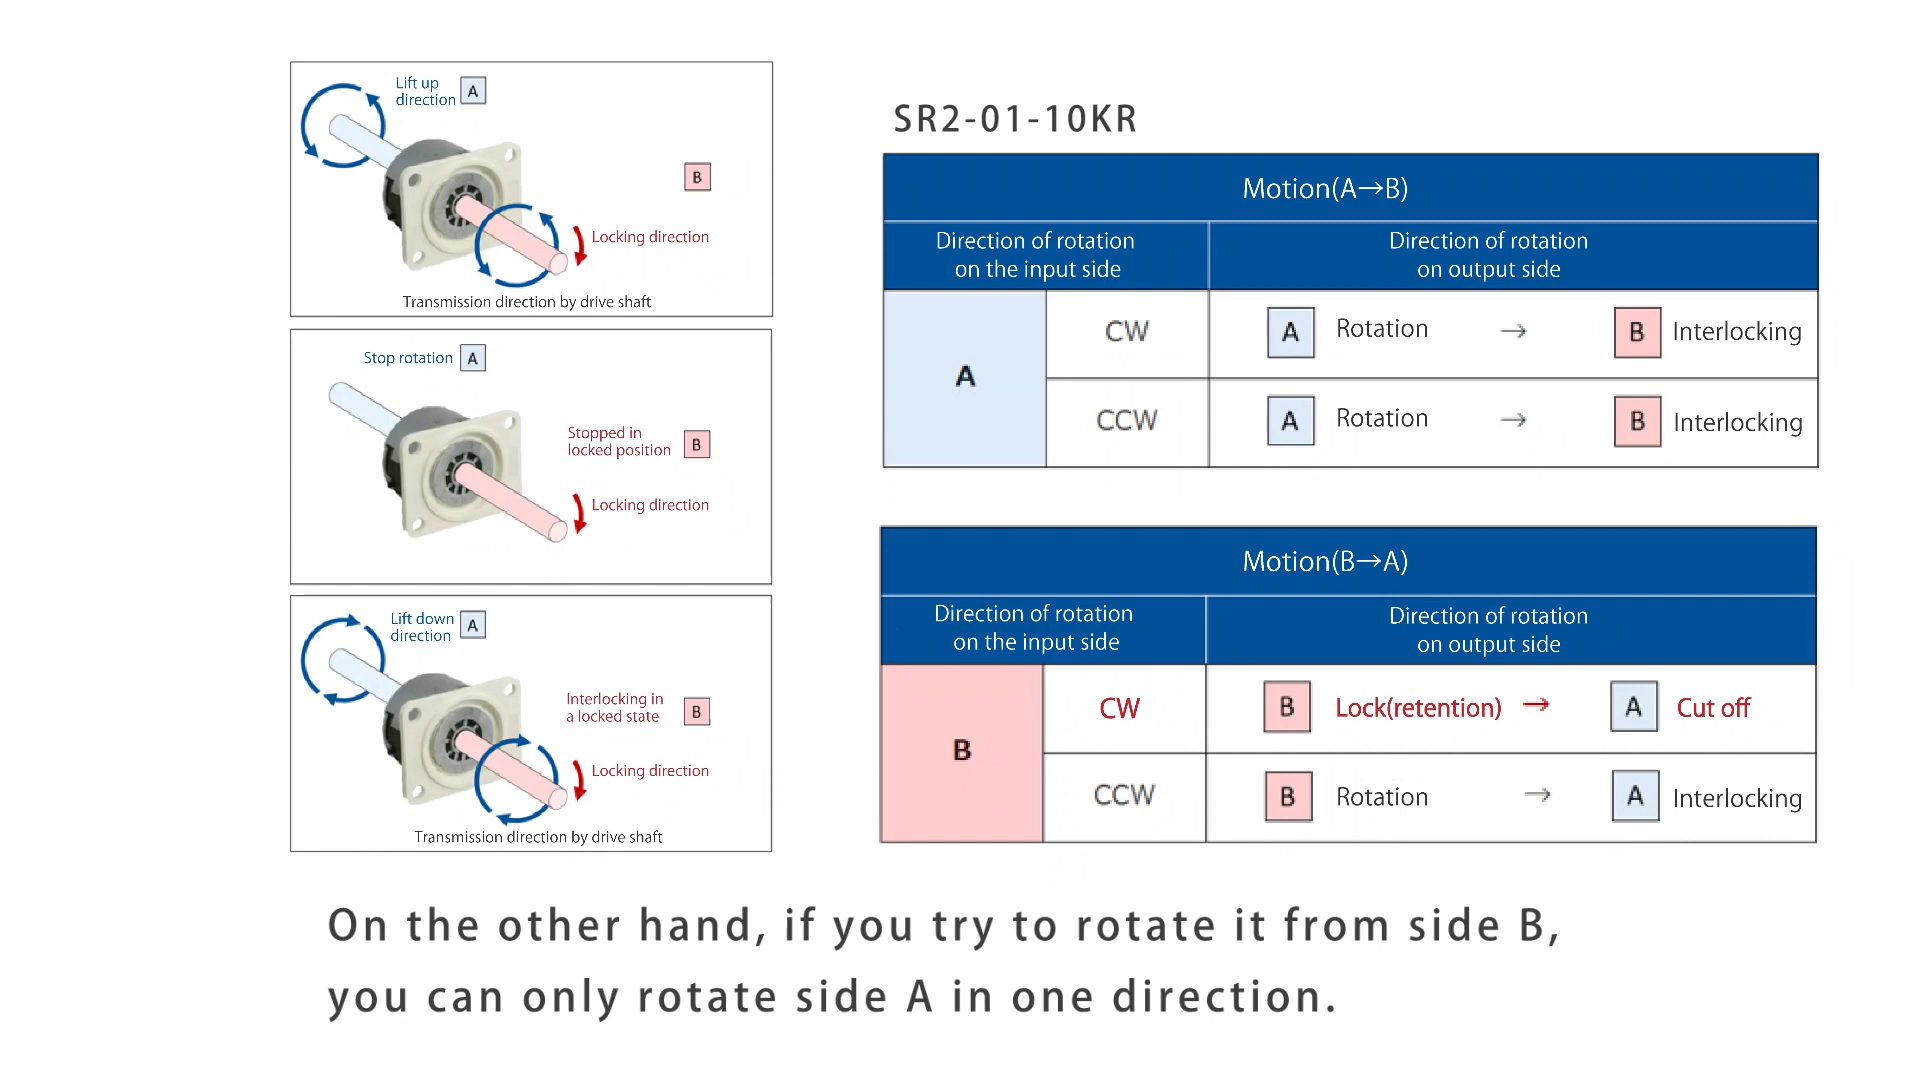 Lift up
direction
A
B
Locking direction
Transmission direction by drive shaft
Stop rotation
A
Stopped in
locked position
B
Locking direction
Lift down
direction
A
Interlocking in
a locked state
B
Locking direction
Transmission direction by drive shaft
SR2-01-10KR
Motion(A→B)
Direction of rotation
on the input side
Direction of rotation
on output side
A
CW
A Rotation → B Interlocking
CCW
A Rotation → B Interlocking
Motion(B→A)
Direction of rotation
on the input side
Direction of rotation
on output side
B
CW
B Lock(retention) → A Cut off
CCW
B Rotation → A Interlocking
On the other hand, if you try to rotate it from side B,
you can only rotate side A in one direction.